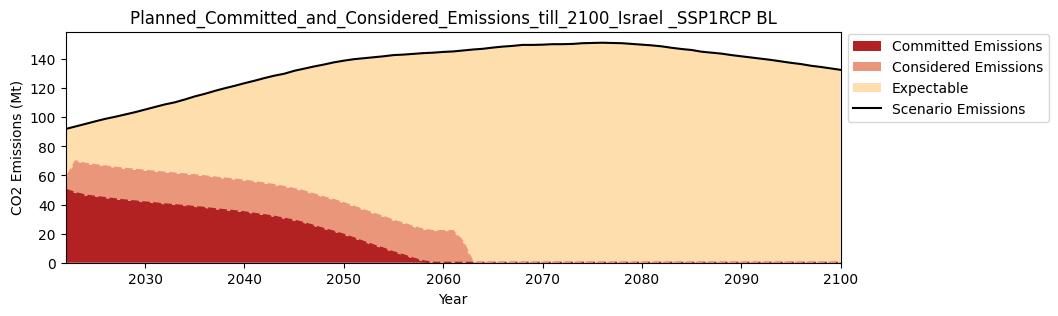 Planned_Committed_and_Considered_Emissions_till_2100_Israel _SSP1RCP BL
CO2 Emissions (Mt)
140
120
100
80
60
40
20
0
2030 2040 2050 2060 2070 2080 2090 2100
Year
Committed Emissions
Considered Emissions
Expectable
Scenario Emissions